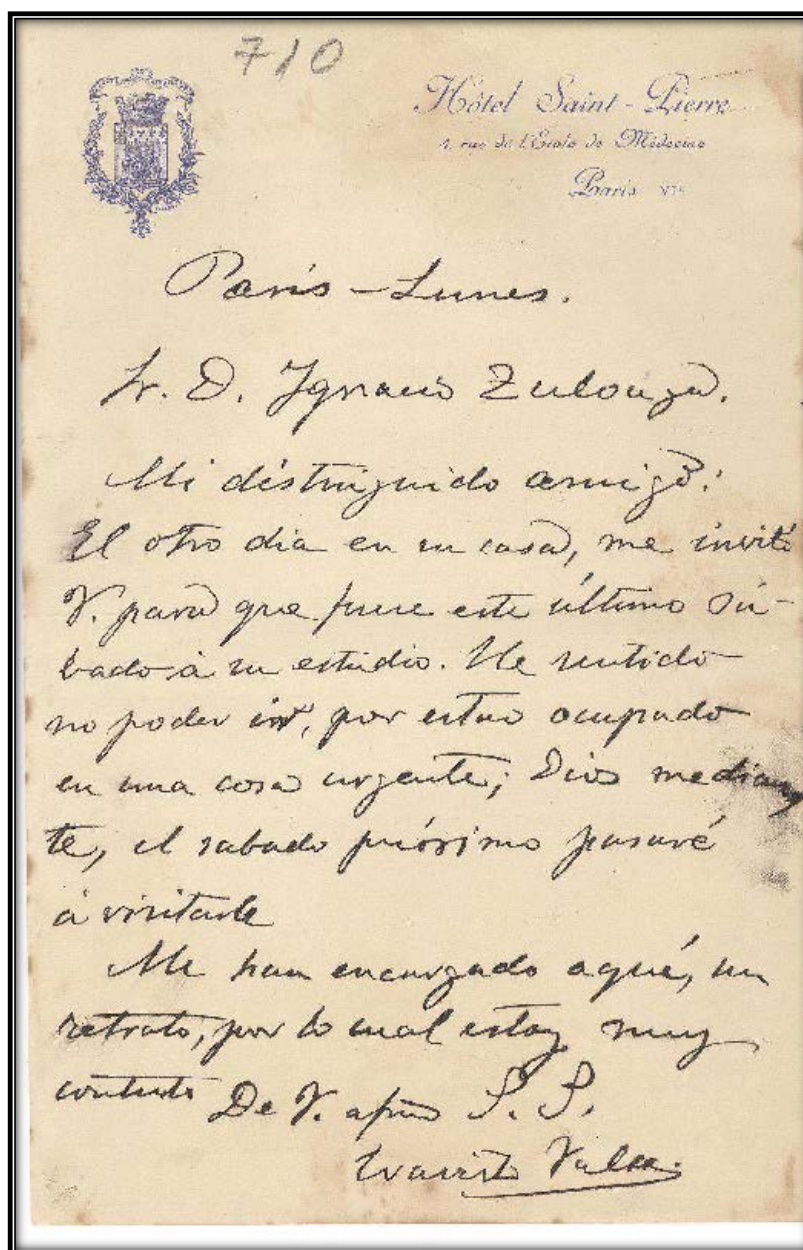 710
Hôtel Saint-Pierre
4, rue de l'École de Médecine
Paris VIe
Paris - Lunes.
Sr. D. Ignacio Zuloaga.
Mi distinguido amigo:
El otro dia en su casa, me invitó
V. para que fuese este último sá-
bado á su estudio. He sentido
no poder ir, por estar ocupado
en una cosa urgente; Dios median
te, el sabado próximo pasaré
á visitarle
Me han encargado aquí, un
retrato, por lo cual estoy muy
contento
De V. afmo S. S.
Evaristo Valle.